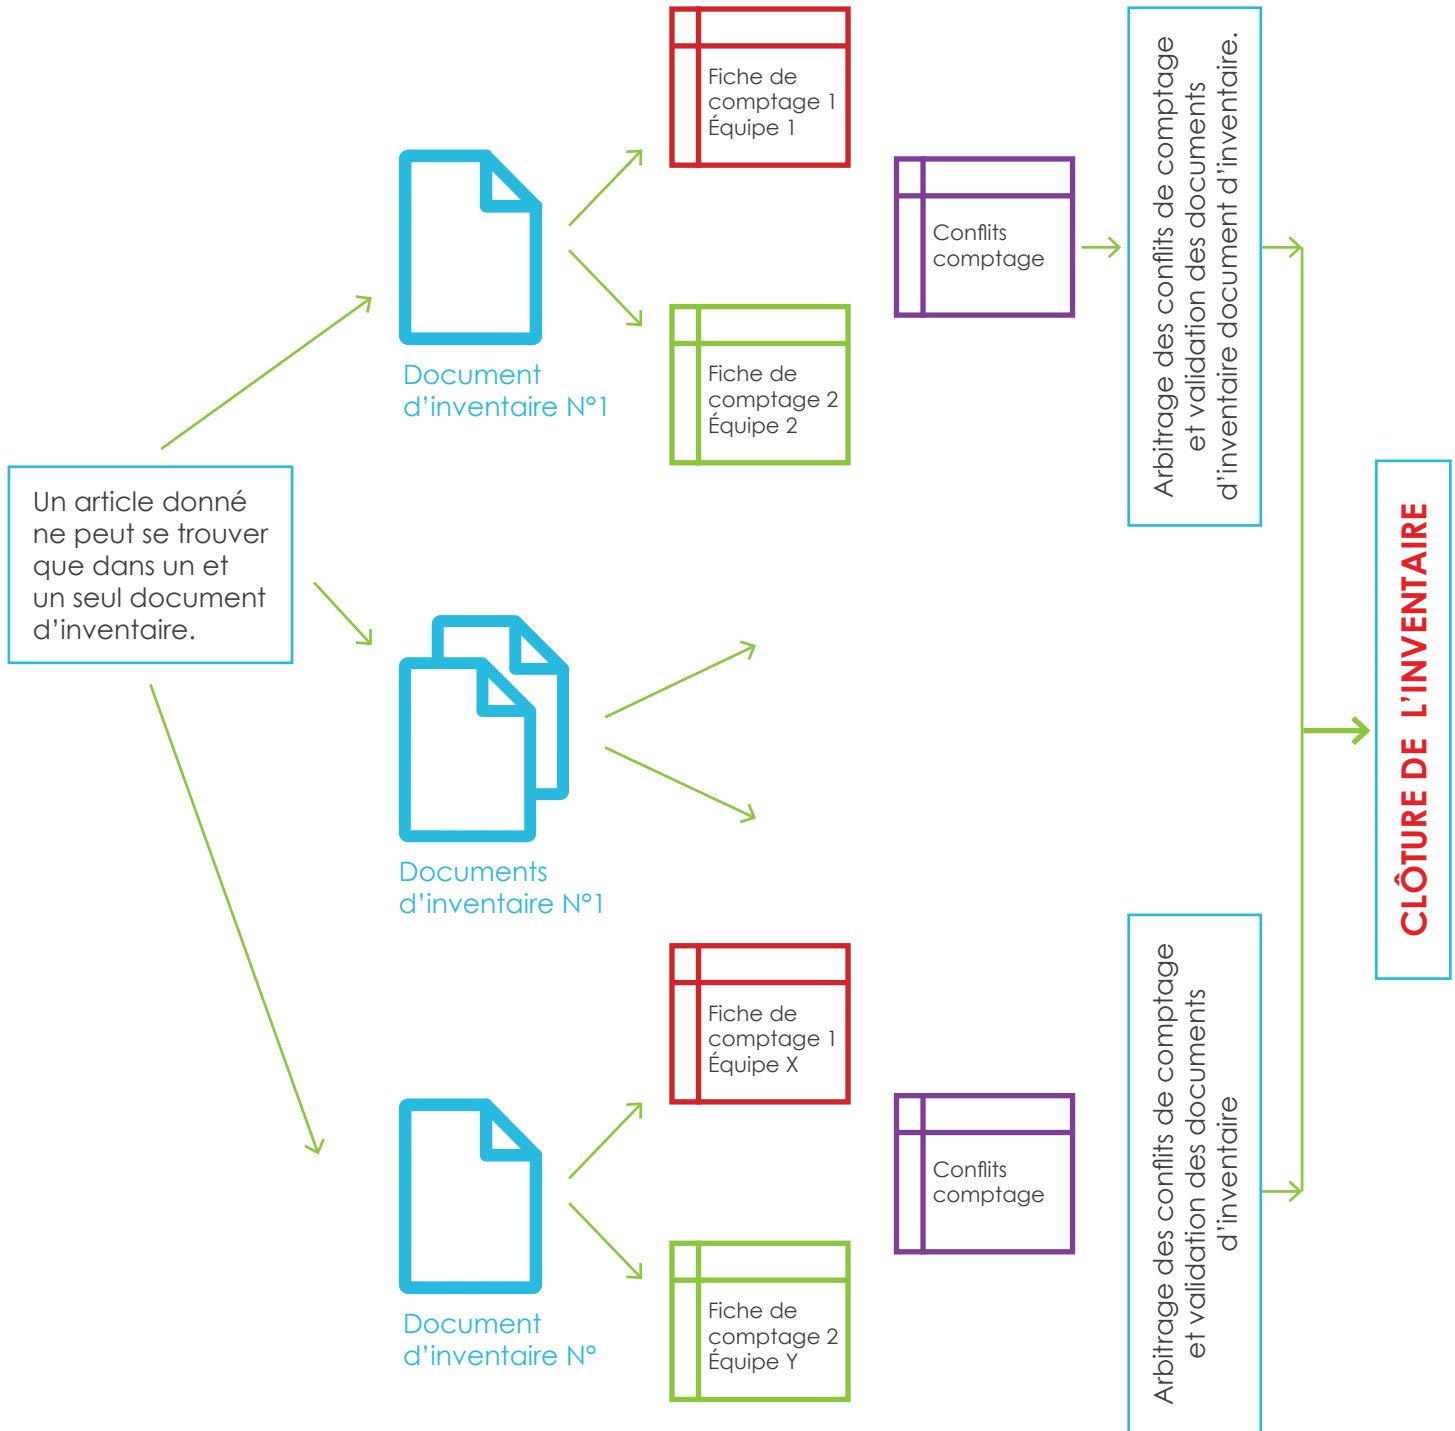 Fiche de
comptage 1
Équipe 1
Document
d'inventaire N°1
Fiche de
comptage 2
Équipe 2
Conflits
comptage
Arbitrage des conflits de comptage
et validation des documents
d'inventaire document d'inventaire.
Un article donné
ne peut se trouver
que dans un et
un seul document
d'inventaire.
Documents
d'inventaire N°1
Fiche de
comptage 1
Équipe X
Document
d'inventaire N°
Fiche de
comptage 2
Équipe Y
Conflits
comptage
Arbitrage des conflits de comptage
et validation des documents
d'inventaire
CLÔTURE DE L'INVENTAIRE